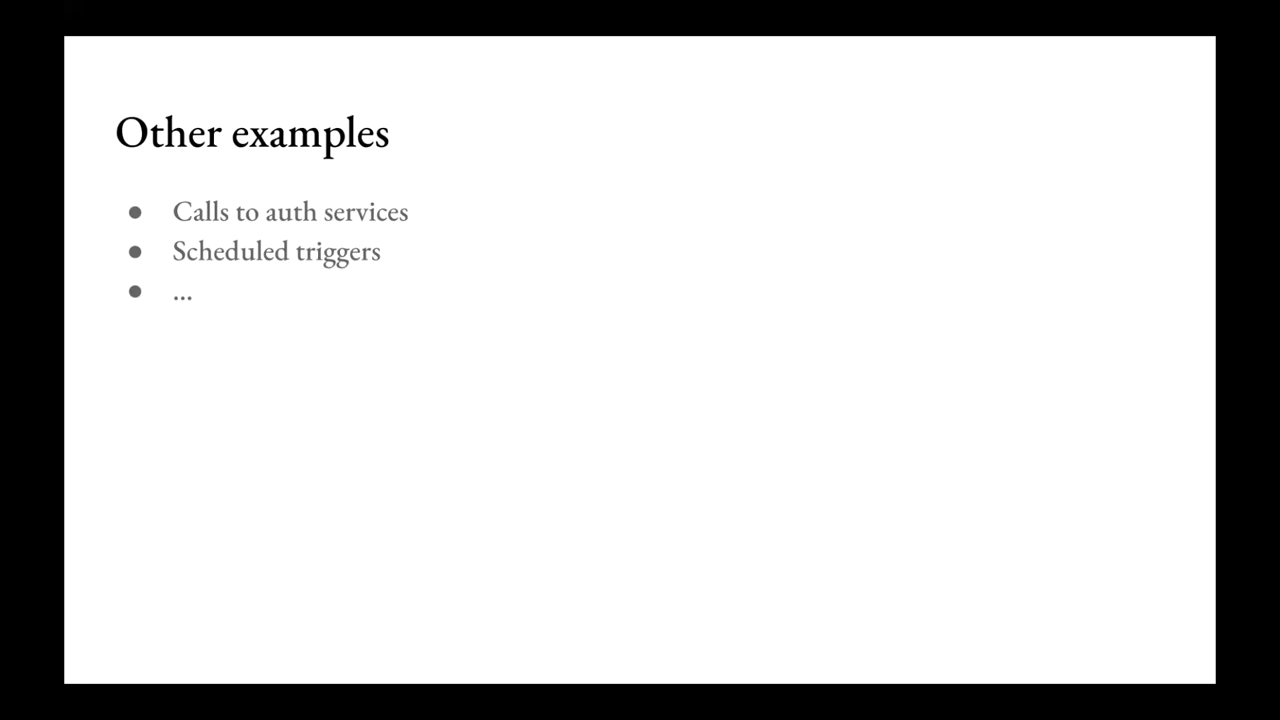 Other examples
● Calls to auth services
● Scheduled triggers
● ...